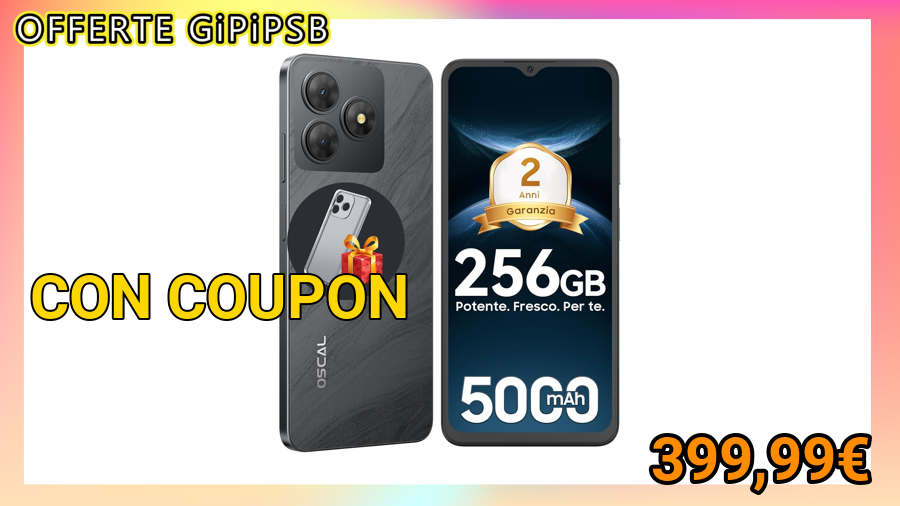 OFFERTE GiPiPSB
2
Anni
Garanzia
256GB
Potente. Fresco. Per te.
CON COUPON
OSCAL
5000
mAh
399,99€